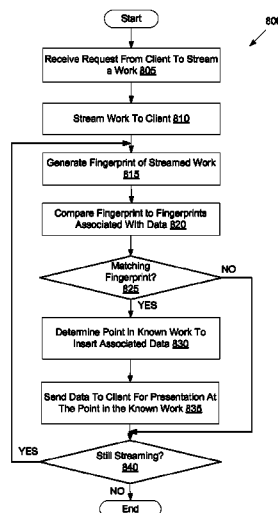 Start
800
Receive Request From Client To Stream
a Work 805
Stream Work To Client 810
Generate Fingerprint of Streamed Work
815
Compare Fingerprint to Fingerprints
Associated With Data 820
Matching
Fingerprint?
825
NO
YES
Determine Point in Known Work To
Insert Associated Data 830
Send Data To Client For Presentation At
The Point in the Known Work 835
YES
Still Streaming?
840
NO
End